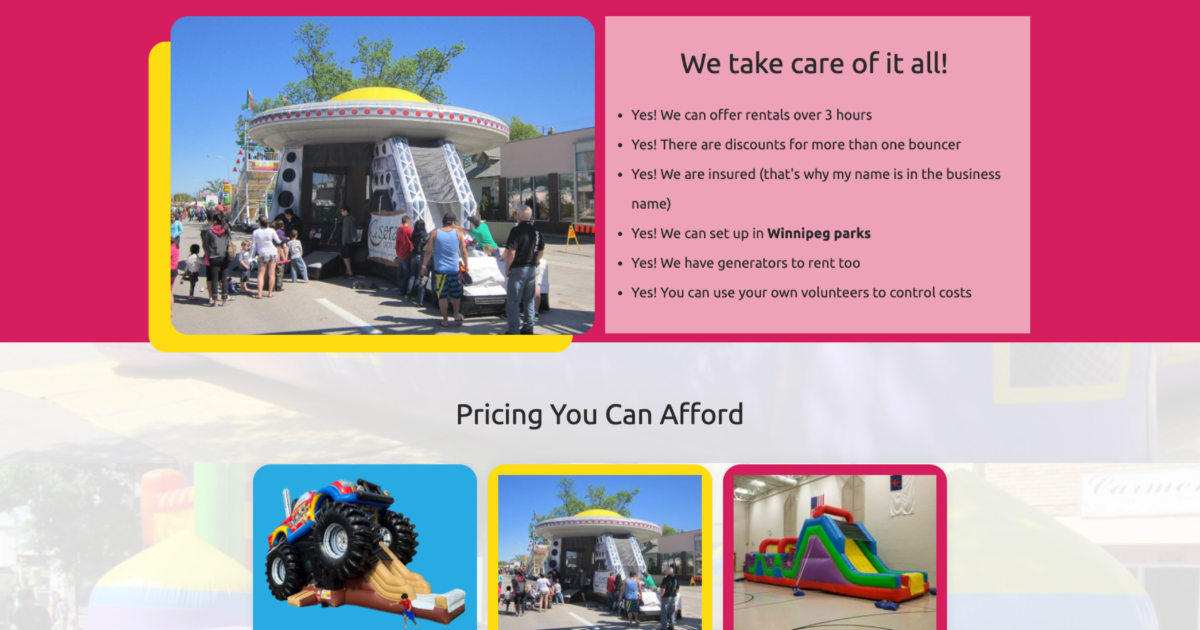 We take care of it all!
Yes! We can offer rentals over 3 hours
Yes! There are discounts for more than one bouncer
Yes! We are insured (that's why my name is in the business
name)
Yes! We can set up in Winnipeg parks
Yes! We have generators to rent too
Yes! You can use your own volunteers to control costs
Pricing You Can Afford